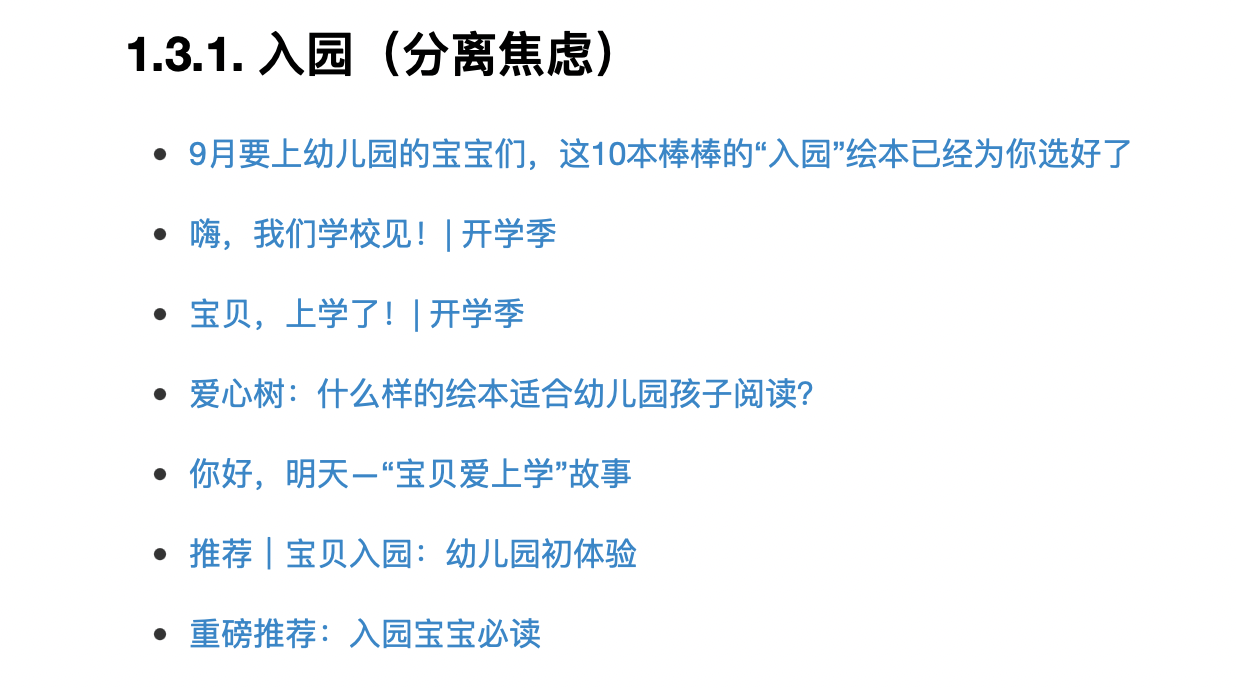 1.3.1. 入园（分离焦虑）
9月要上幼儿园的宝宝们，这10本棒棒的“入园”绘本已经为你选好了
嗨，我们学校见！| 开学季
宝贝，上学了！| 开学季
爱心树：什么样的绘本适合幼儿园孩子阅读？
你好，明天—“宝贝爱上学”故事
推荐｜宝贝入园：幼儿园初体验
重磅推荐：入园宝宝必读